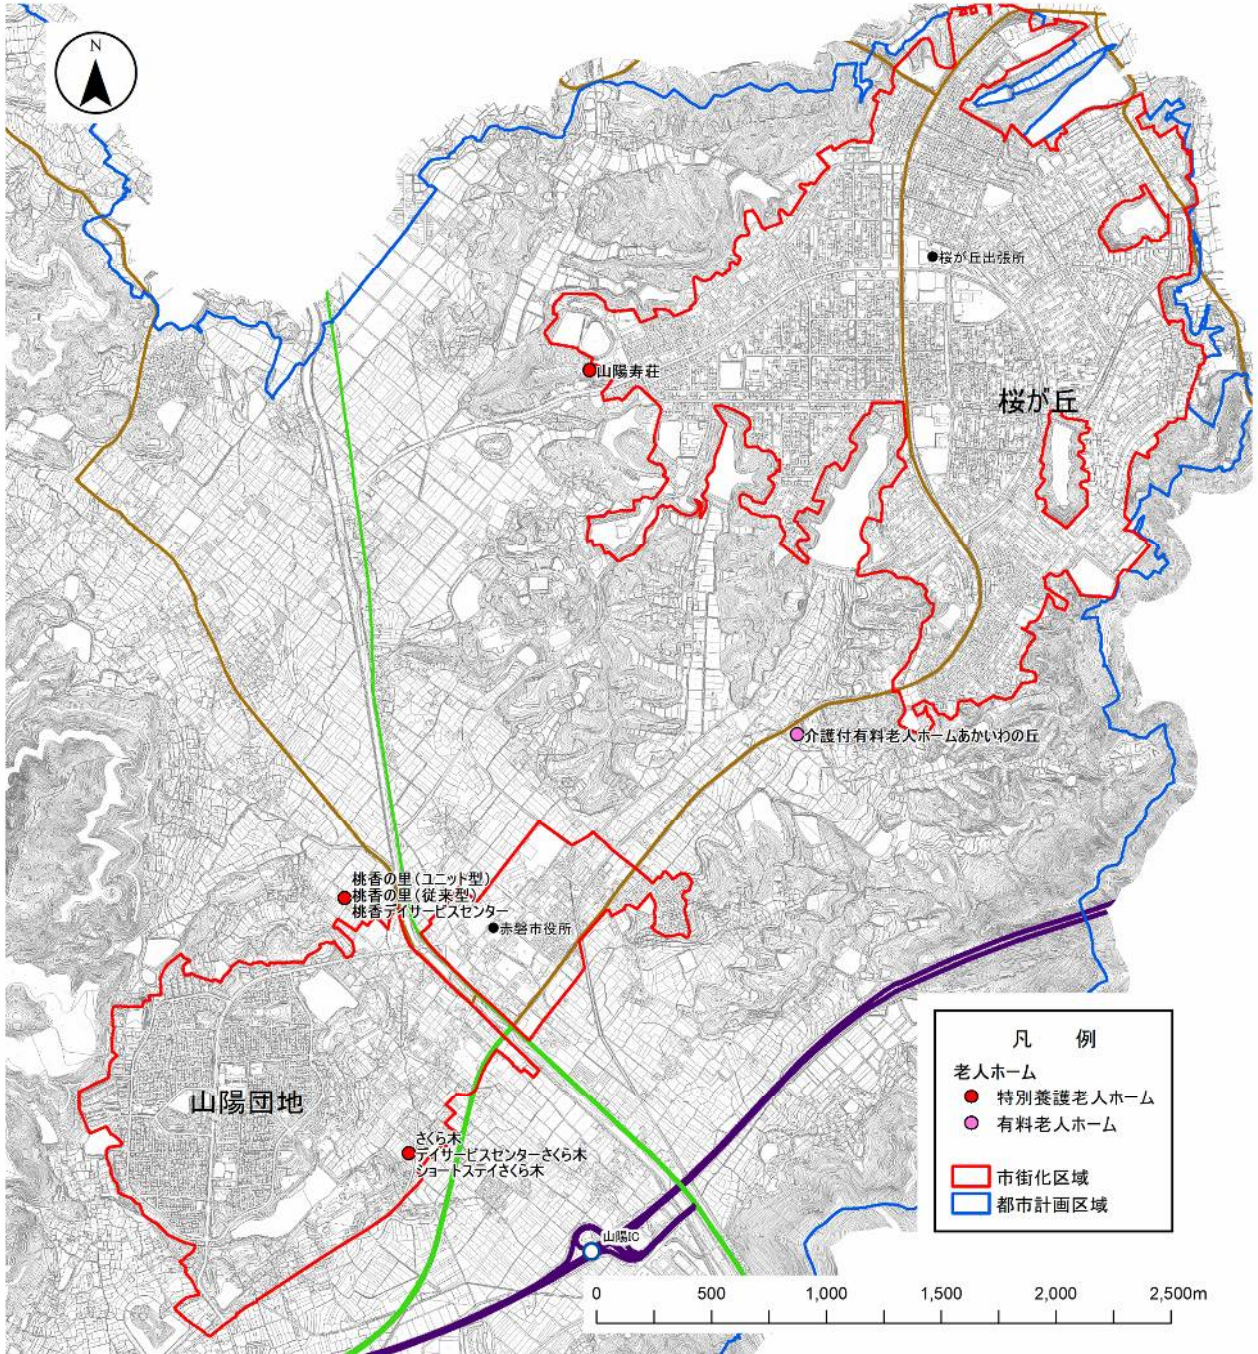 N
桜が丘出張所
山陽寿荘
桜が丘
介護付有料老人ホームあかいわの丘
桃香の里(ユニット型)
桃香の里(従来型)
桃香デイサービスセンター
赤磐市役所
山陽団地
さくら木
デイサービスセンターさくら木
ショートステイさくら木
山陽IC
凡 例
老人ホーム
特別養護老人ホーム
有料老人ホーム
市街化区域
都市計画区域
0 500 1,000 1,500 2,000 2,500m